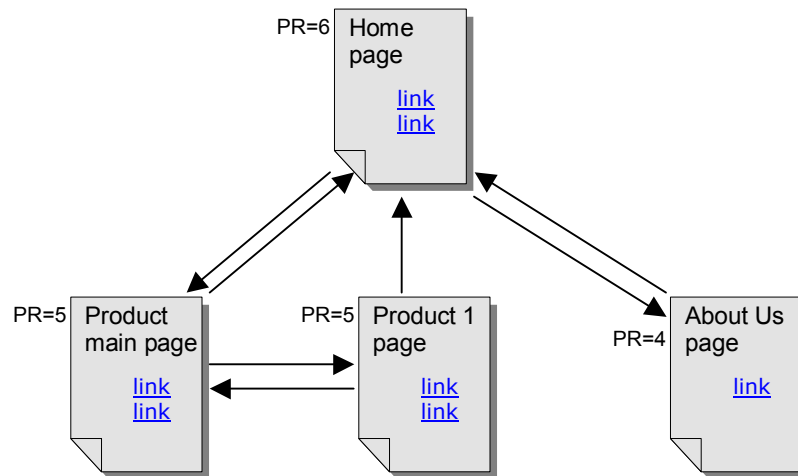 PR=6
Home
page
link
link
PR=5
Product
main page
link
link
PR=5
Product 1
page
link
link
About Us
page
PR=4
link